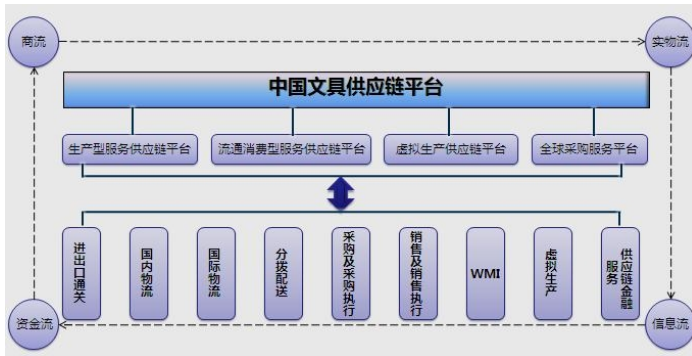 商流
实物流
中国文具供应链平台
生产型服务供应链平台
流通消费型服务供应链平台
虚拟生产供应链平台
全球采购服务平台
进出口通关
国内物流
国际物流
分拨配送
采购及采购执行
销售及销售执行
WMI
虚拟生产
供应链金融
服务
资金流
信息流